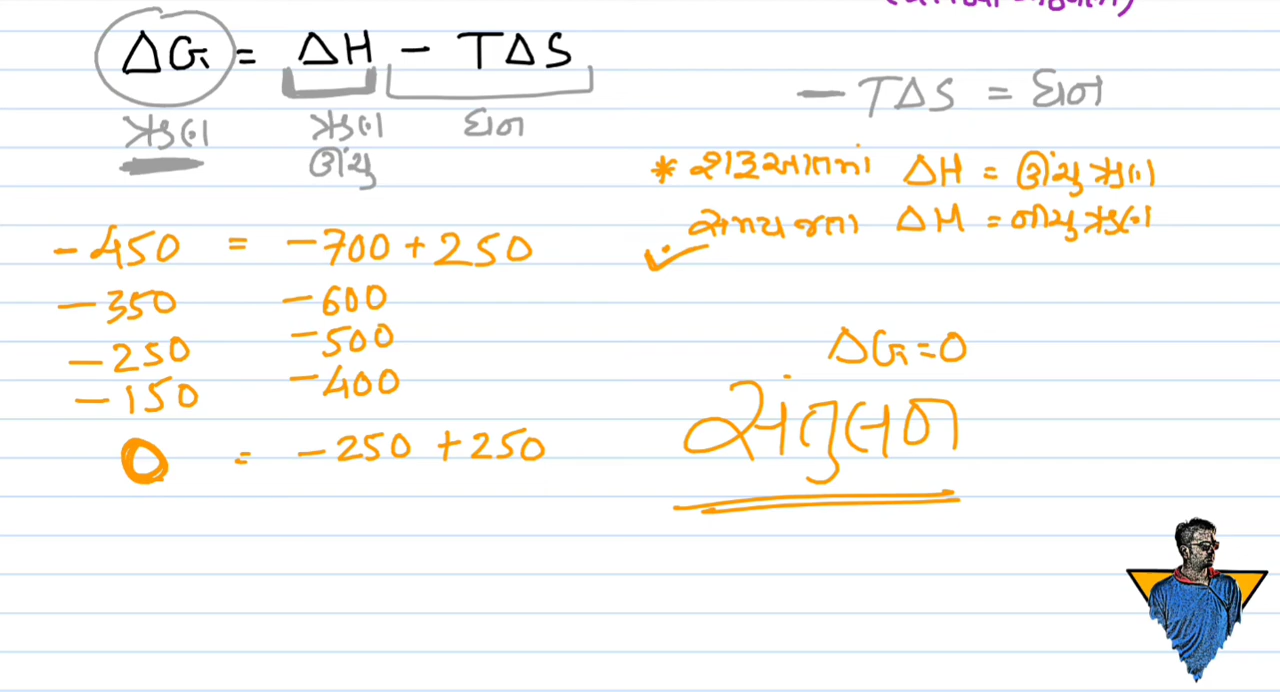 ΔG = ΔH - TΔS
ઋણ ઋણ ધન
ઊંચુ
- TΔS = ધન
* શરૂઆતમાં ΔH = ઊંચુ ઋણ
સમય જતા ΔH = નીચુ ઋણ
-450 = -700 + 250
-350 -600
-250 -500
-150 -400
0 = -250 + 250
ΔG = 0
સંતુલન